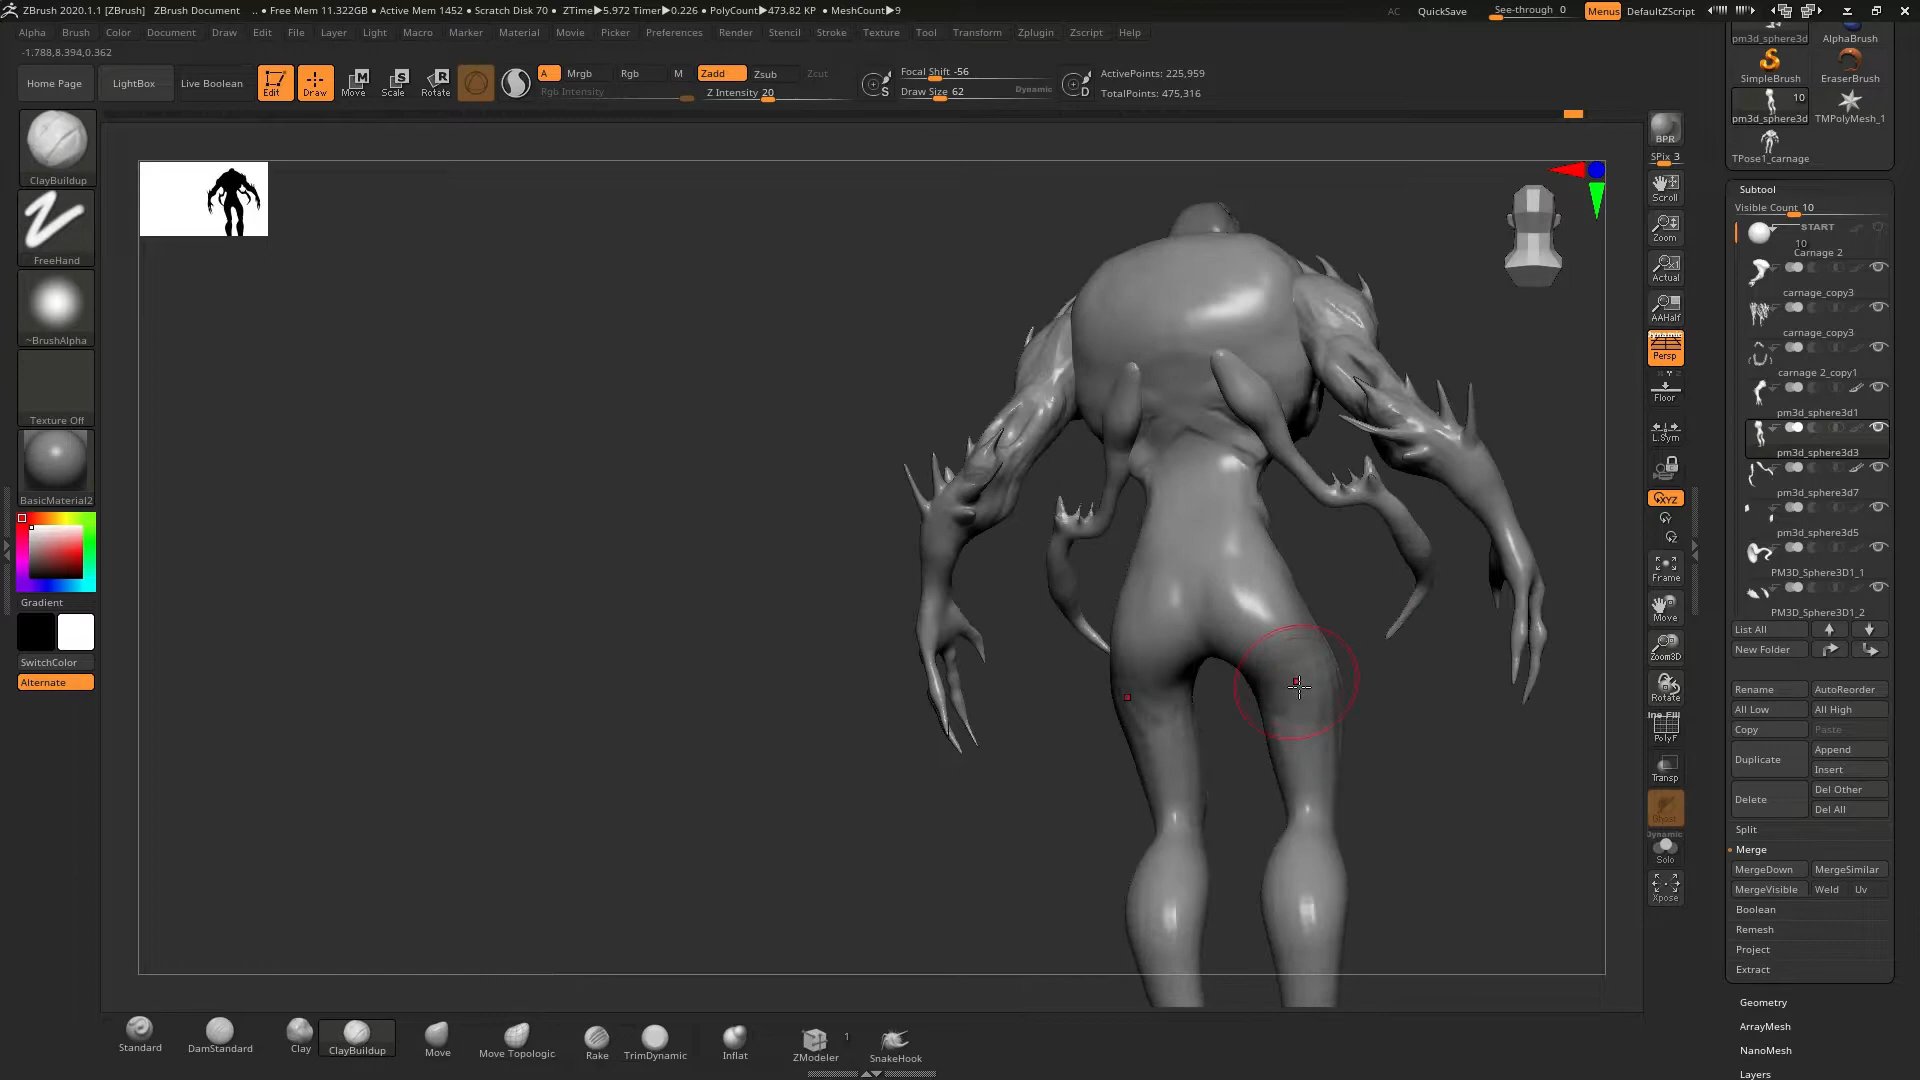 ZBrush 2020.1.1 [ZBrush] ZBrush Document .. • Free Mem 11.322GB • Active Mem 1452 • Scratch Disk 70 • ZTime▶5.972 Timer▶0.226 • PolyCount▶473.82 KP • MeshCount▶9 AC QuickSave See-through 0 Menus DefaultZScript
Alpha Brush Color Document Draw Edit File Layer Light Macro Marker Material Movie Picker Preferences Render Stencil Stroke Texture Tool Transform Zplugin Zscript Help
-1.788,8.394,0.362
Home Page LightBox Live Boolean Edit Draw Move Scale Rotate A Mrgb Rgb M Zadd Zsub Zcut
Rgb Intensity Z Intensity 20
Focal Shift -56
Draw Size 62 Dynamic
ActivePoints: 225,959
TotalPoints: 475,316
ClayBuildup
FreeHand
~BrushAlpha
Texture Off
BasicMaterial2
Gradient
SwitchColor
Alternate
BPR
SPix 3
Scroll
Zoom
Actual
AAHalf
Dynamic
Persp
Floor
L.Sym
XYZ
Y
Z
Frame
Move
Zoom3D
Rotate
PolyF
Transp
Ghost
Dynamic
Solo
Xpose
pm3d_sphere3d AlphaBrush
SimpleBrush EraserBrush
10
pm3d_sphere3d TMPolyMesh_1
TPose1_carnage
Subtool
Visible Count 10
START
10
Carnage 2
carnage_copy3
carnage_copy3
carnage 2_copy1
pm3d_sphere3d1
pm3d_sphere3d3
pm3d_sphere3d7
pm3d_sphere3d5
PM3D_Sphere3D1_1
PM3D_Sphere3D1_2
List All
New Folder
Rename AutoReorder
All Low All High
Copy Paste
Duplicate Append
Insert
Delete Del Other
Del All
Split
Merge
MergeDown MergeSimilar
MergeVisible Weld Uv
Boolean
Remesh
Project
Extract
Geometry
ArrayMesh
NanoMesh
Layers
Standard DamStandard Clay ClayBuildup Move Move Topologic Rake TrimDynamic Inflat ZModeler 1 SnakeHook